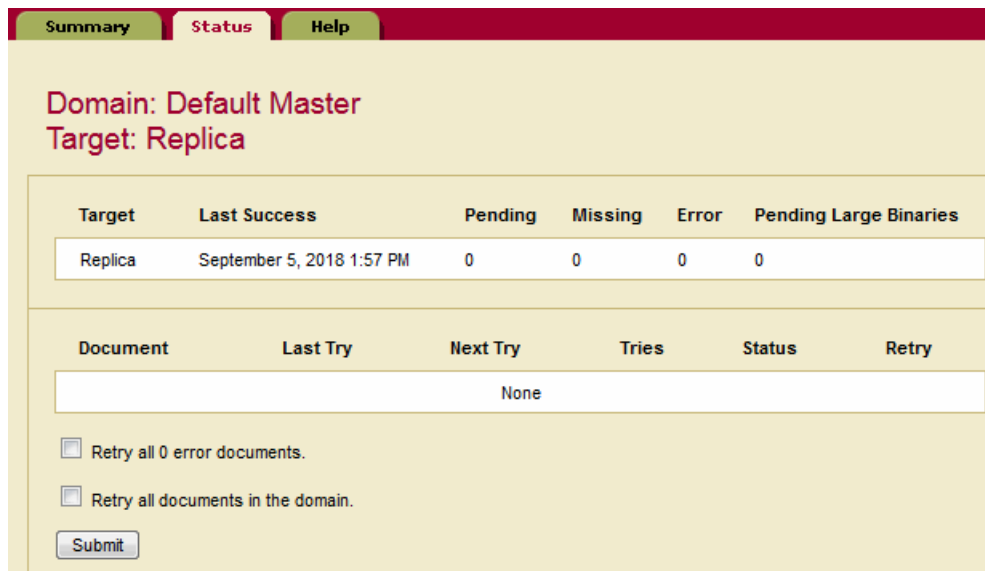 Summary Status Help
Domain: Default Master
Target: Replica
Target Last Success Pending Missing Error Pending Large Binaries
Replica September 5, 2018 1:57 PM 0 0 0 0
Document Last Try Next Try Tries Status Retry
None
Retry all 0 error documents.
Retry all documents in the domain.
Submit